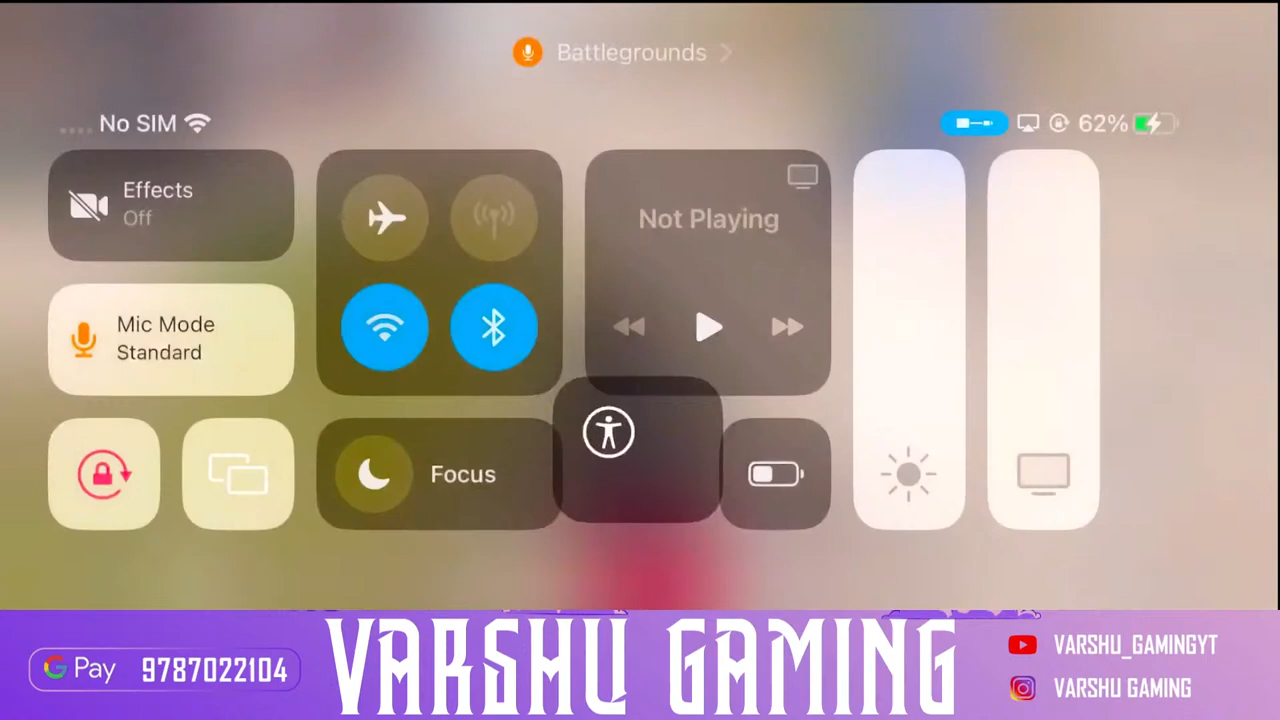 Battlegrounds
No SIM
62%
Effects
Off
Not Playing
Mic Mode
Standard
Focus
G Pay 9787022104
VARSHU GAMING
VARSHU_GAMINGYT
VARSHU GAMING